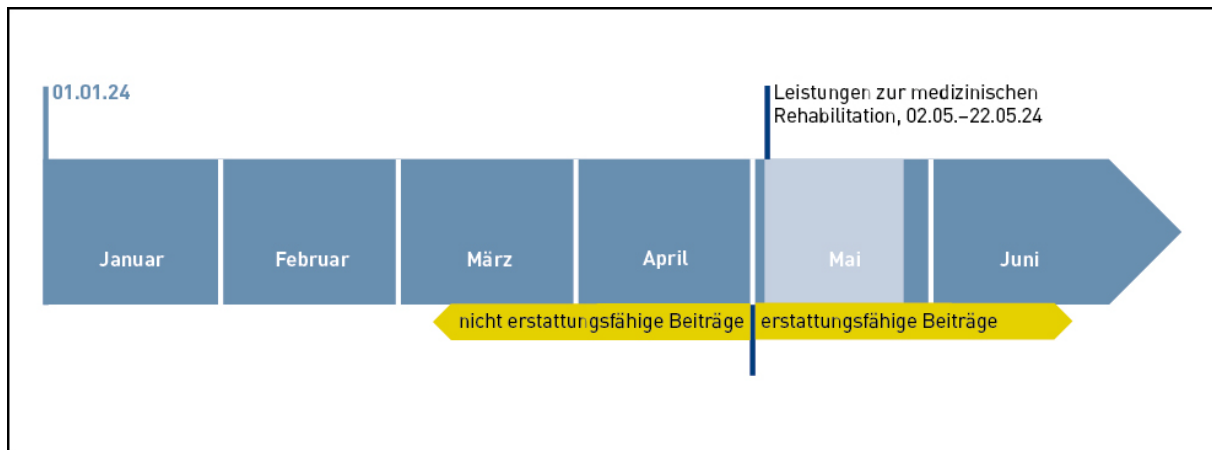 01.01.24
Leistungen zur medizinischen
Rehabilitation, 02.05.–22.05.24
Januar
Februar
März
April
Mai
Juni
nicht erstattungsfähige Beiträge
erstattungsfähige Beiträge